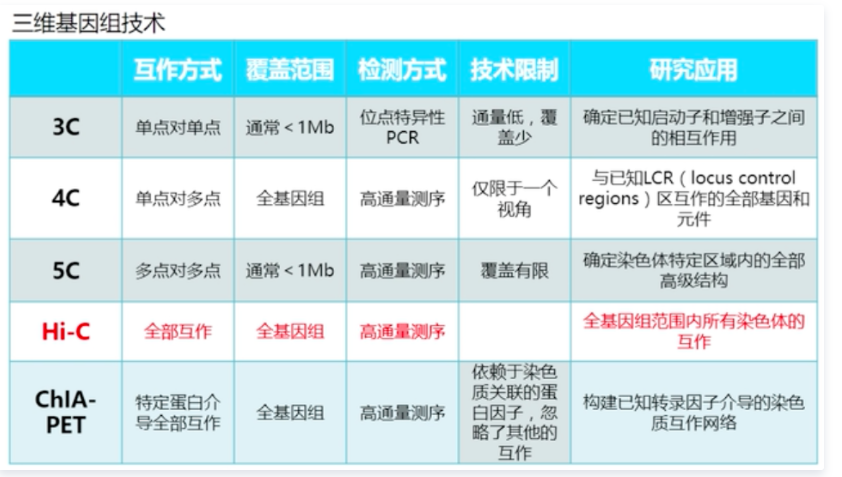 三维基因组技术
互作方式 覆盖范围 检测方式 技术限制 研究应用
3C 单点对单点 通常<1Mb 位点特异性
PCR 通量低，覆
盖少 确定已知启动子和增强子之间
的相互作用
4C 单点对多点 全基因组 高通量测序 仅限于一个
视角 与已知LCR（locus control
regions）区互作的全部基因和
元件
5C 多点对多点 通常<1Mb 高通量测序 覆盖有限 确定染色体特定区域内的全部
高级结构
Hi-C 全部互作 全基因组 高通量测序 全基因组范围内所有染色体的
互作
ChIA-
PET 特定蛋白介
导全部互作 全基因组 高通量测序 依赖于染色
质关联的蛋
白因子，忽
略了其他的
互作 构建已知转录因子介导的染色
质互作网络